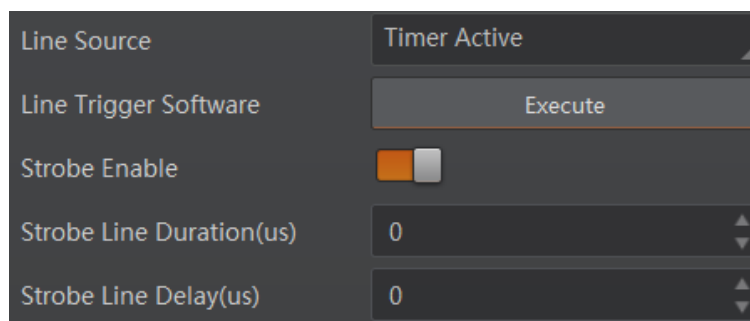 Line Source Timer Active
Line Trigger Software Execute
Strobe Enable
Strobe Line Duration(us) 0
Strobe Line Delay(us) 0